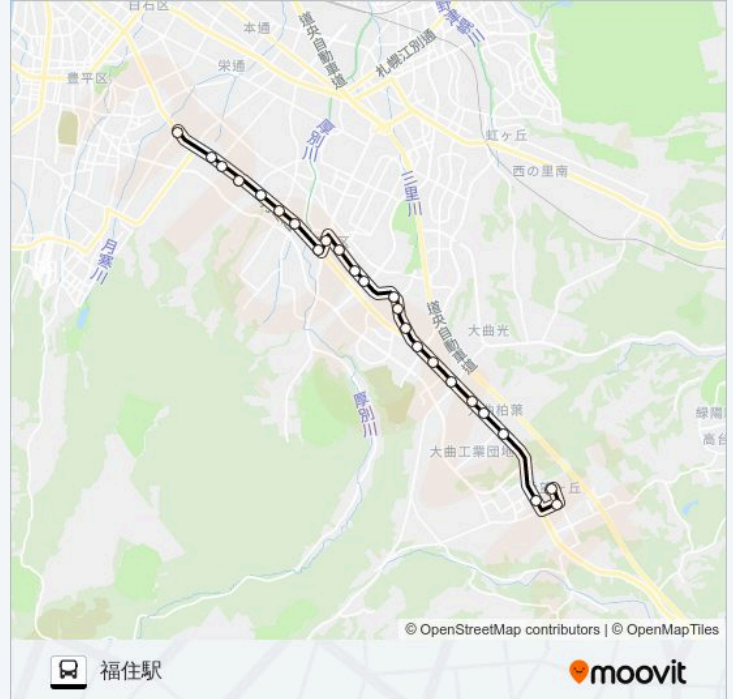 白石区
本通
野津幌川
道央自動車道
札幌江別通
栄通
豊平区
厚別川
虹ヶ丘
西の里南
三里川
月寒川
道央自動車道
大曲光
厚別川
大曲柏葉
緑陽
高台
大曲工業団地
© OpenStreetMap contributors | © OpenMapTiles
福住駅
moovit